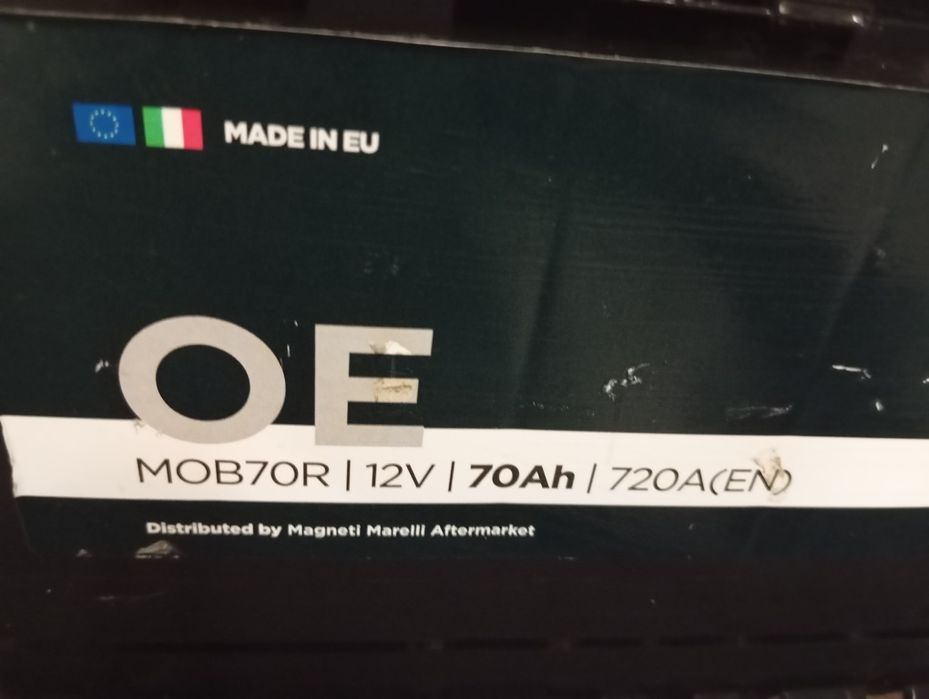 MADE IN EU
OE
MOB70R | 12V | 70Ah | 720A(EN)
Distributed by Magneti Marelli Aftermarket